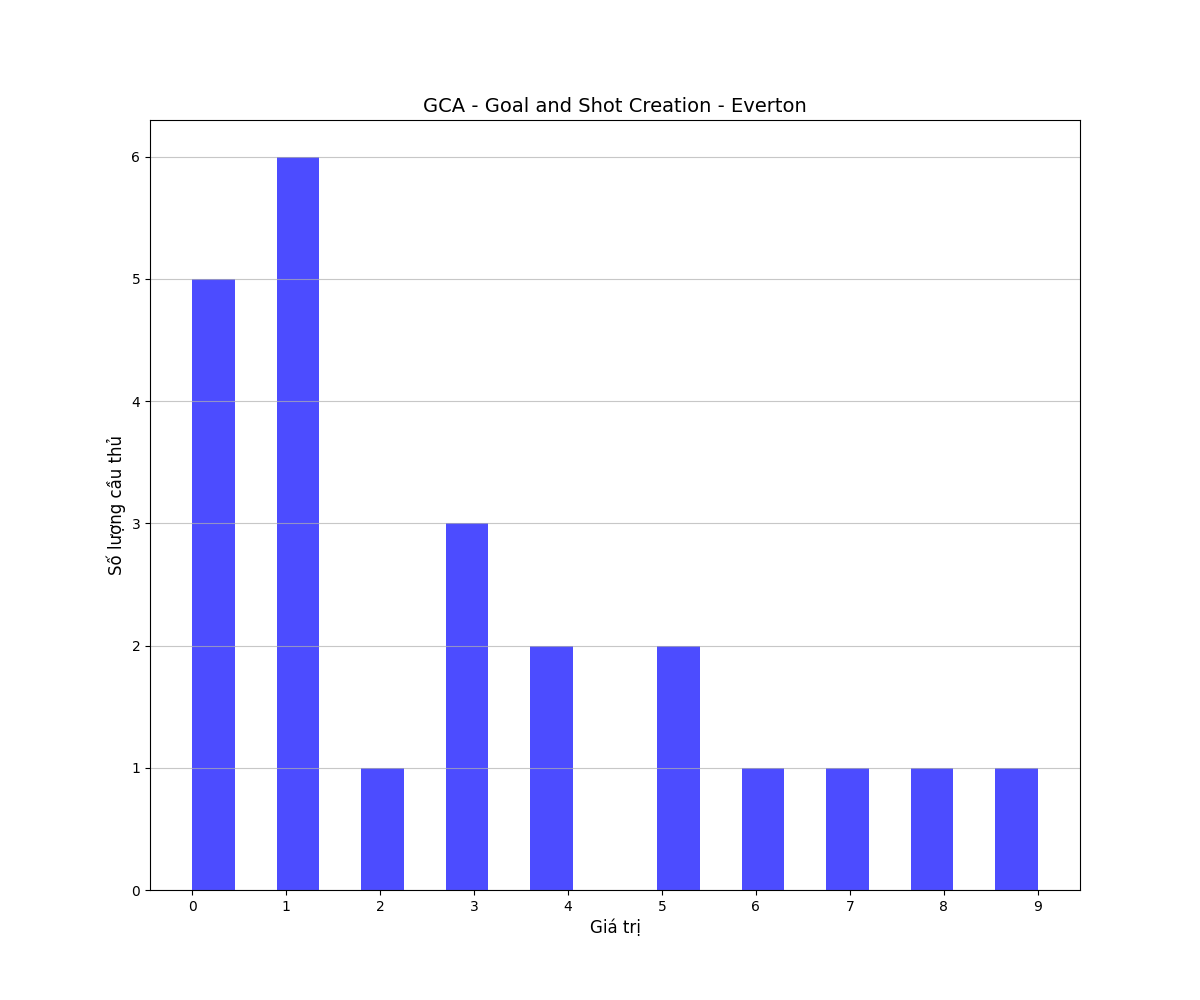 GCA - Goal and Shot Creation - Everton
Số lượng cầu thủ
6
5
4
3
2
1
0
0 1 2 3 4 5 6 7 8 9
Giá trị